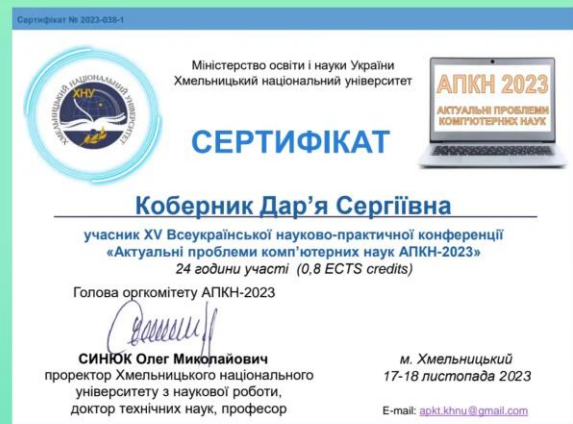 Сертифікат № 2023-038-1
Міністерство освіти і науки України
Хмельницький національний університет
ХМЕЛЬНИЦЬКИЙ НАЦІОНАЛЬНИЙ УНІВЕРСИТЕТ
ХНУ
АПКН 2023
АКТУАЛЬНІ ПРОБЛЕМИ
КОМП'ЮТЕРНИХ НАУК
СЕРТИФІКАТ
Коберник Дар’я Сергіївна
учасник XV Всеукраїнської науково-практичної конференції
«Актуальні проблеми комп’ютерних наук АПКН-2023»
24 години участі (0,8 ECTS credits)
Голова оргкомітету АПКН-2023
СИНЮК Олег Миколайович
проректор Хмельницького національного
університету з наукової роботи,
доктор технічних наук, професор
м. Хмельницький
17-18 листопада 2023
E-mail: apkt.khnu@gmail.com